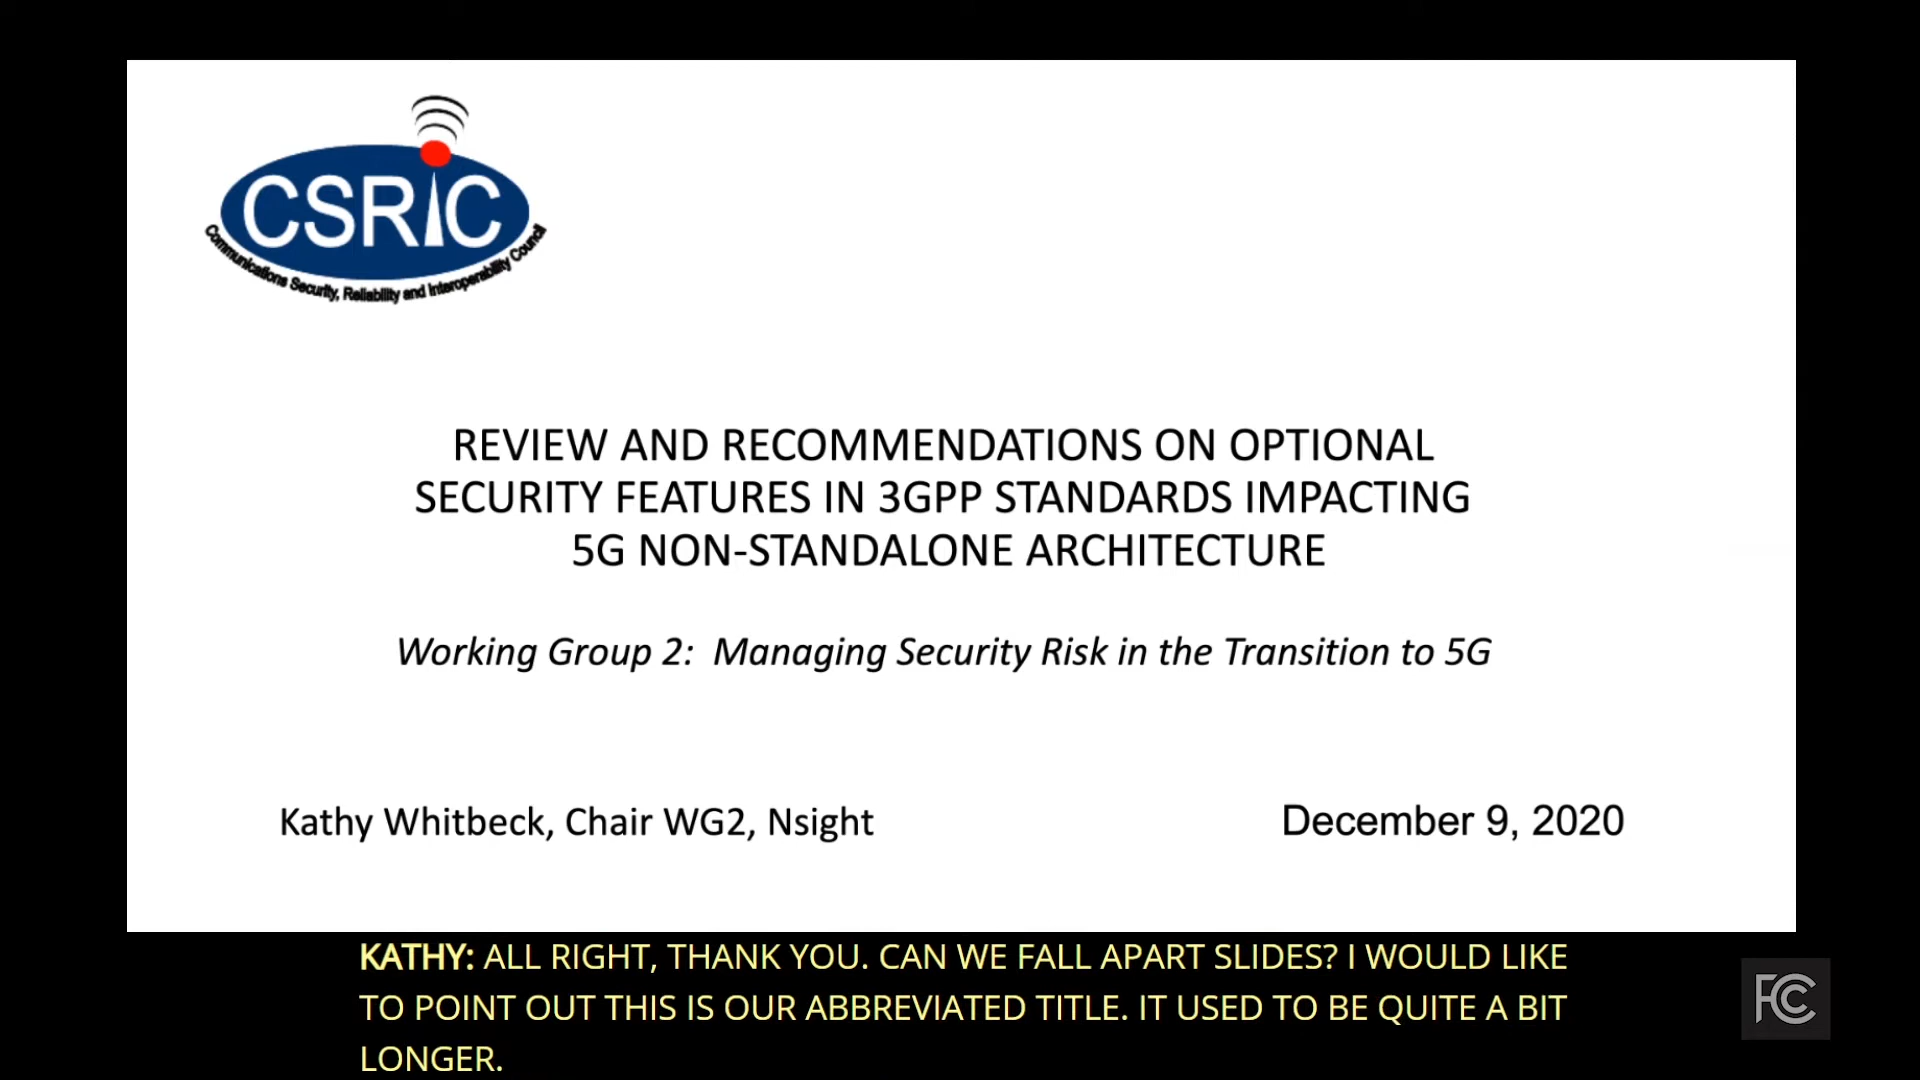 CSRIC
Communications Security, Reliability and Interoperability Council
REVIEW AND RECOMMENDATIONS ON OPTIONAL
SECURITY FEATURES IN 3GPP STANDARDS IMPACTING
5G NON-STANDALONE ARCHITECTURE
Working Group 2: Managing Security Risk in the Transition to 5G
Kathy Whitbeck, Chair WG2, Nsight
December 9, 2020
KATHY: ALL RIGHT, THANK YOU. CAN WE FALL APART SLIDES? I WOULD LIKE
TO POINT OUT THIS IS OUR ABBREVIATED TITLE. IT USED TO BE QUITE A BIT
LONGER.
FCC